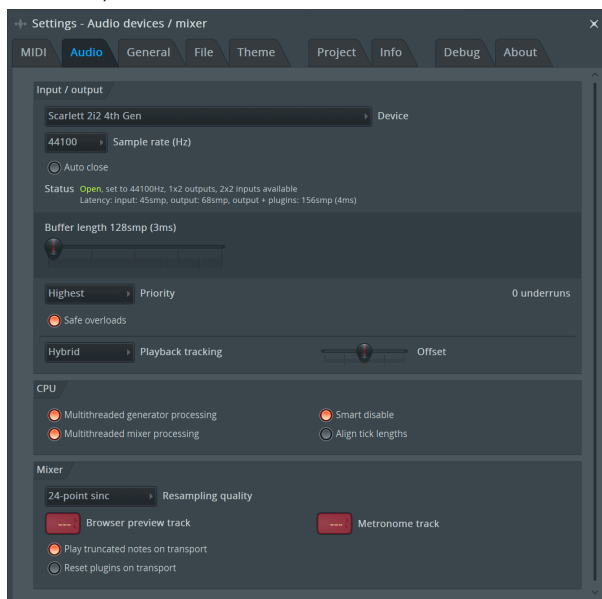 Settings - Audio devices / mixer
MIDI Audio General File Theme Project Info Debug About
Input / output
Scarlett 2i2 4th Gen Device
44100 Sample rate (Hz)
Auto close
Status Open, set to 44100Hz, 1x2 outputs, 2x2 inputs available
Latency: input: 45smp, output: 68smp, output + plugins: 156smp (4ms)
Buffer length 128smp (3ms)
Highest Priority 0 underruns
Safe overloads
Hybrid Playback tracking Offset
CPU
Multithreaded generator processing Smart disable
Multithreaded mixer processing Align tick lengths
Mixer
24-point sinc Resampling quality
--- Browser preview track --- Metronome track
Play truncated notes on transport
Reset plugins on transport